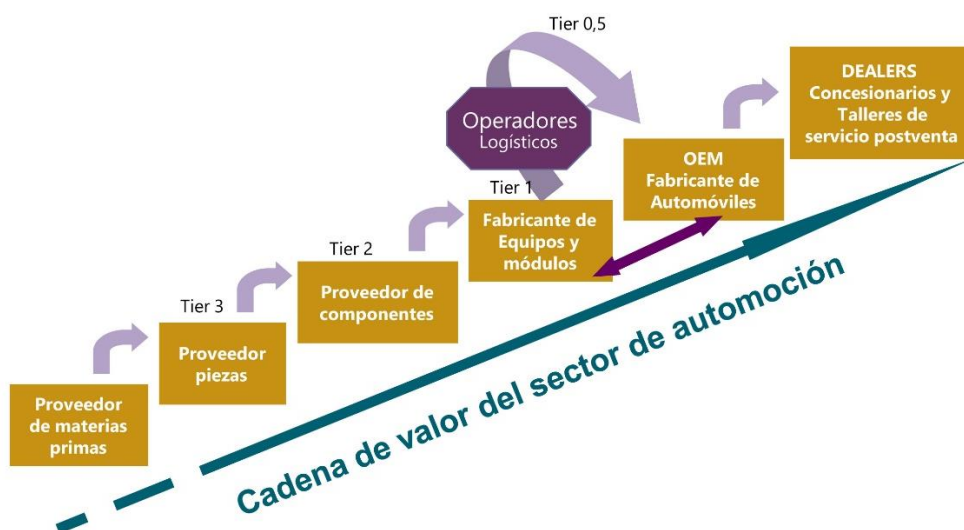 Tier 0,5
DEALERS
Concesionarios y
Talleres de
servicio postventa
Operadores
Logísticos
OEM
Fabricante de
Automóviles
Tier 1
Fabricante de
Equipos y
módulos
Tier 2
Proveedor de
componentes
Tier 3
Proveedor
piezas
Proveedor
de materias
primas
Cadena de valor del sector de automoción